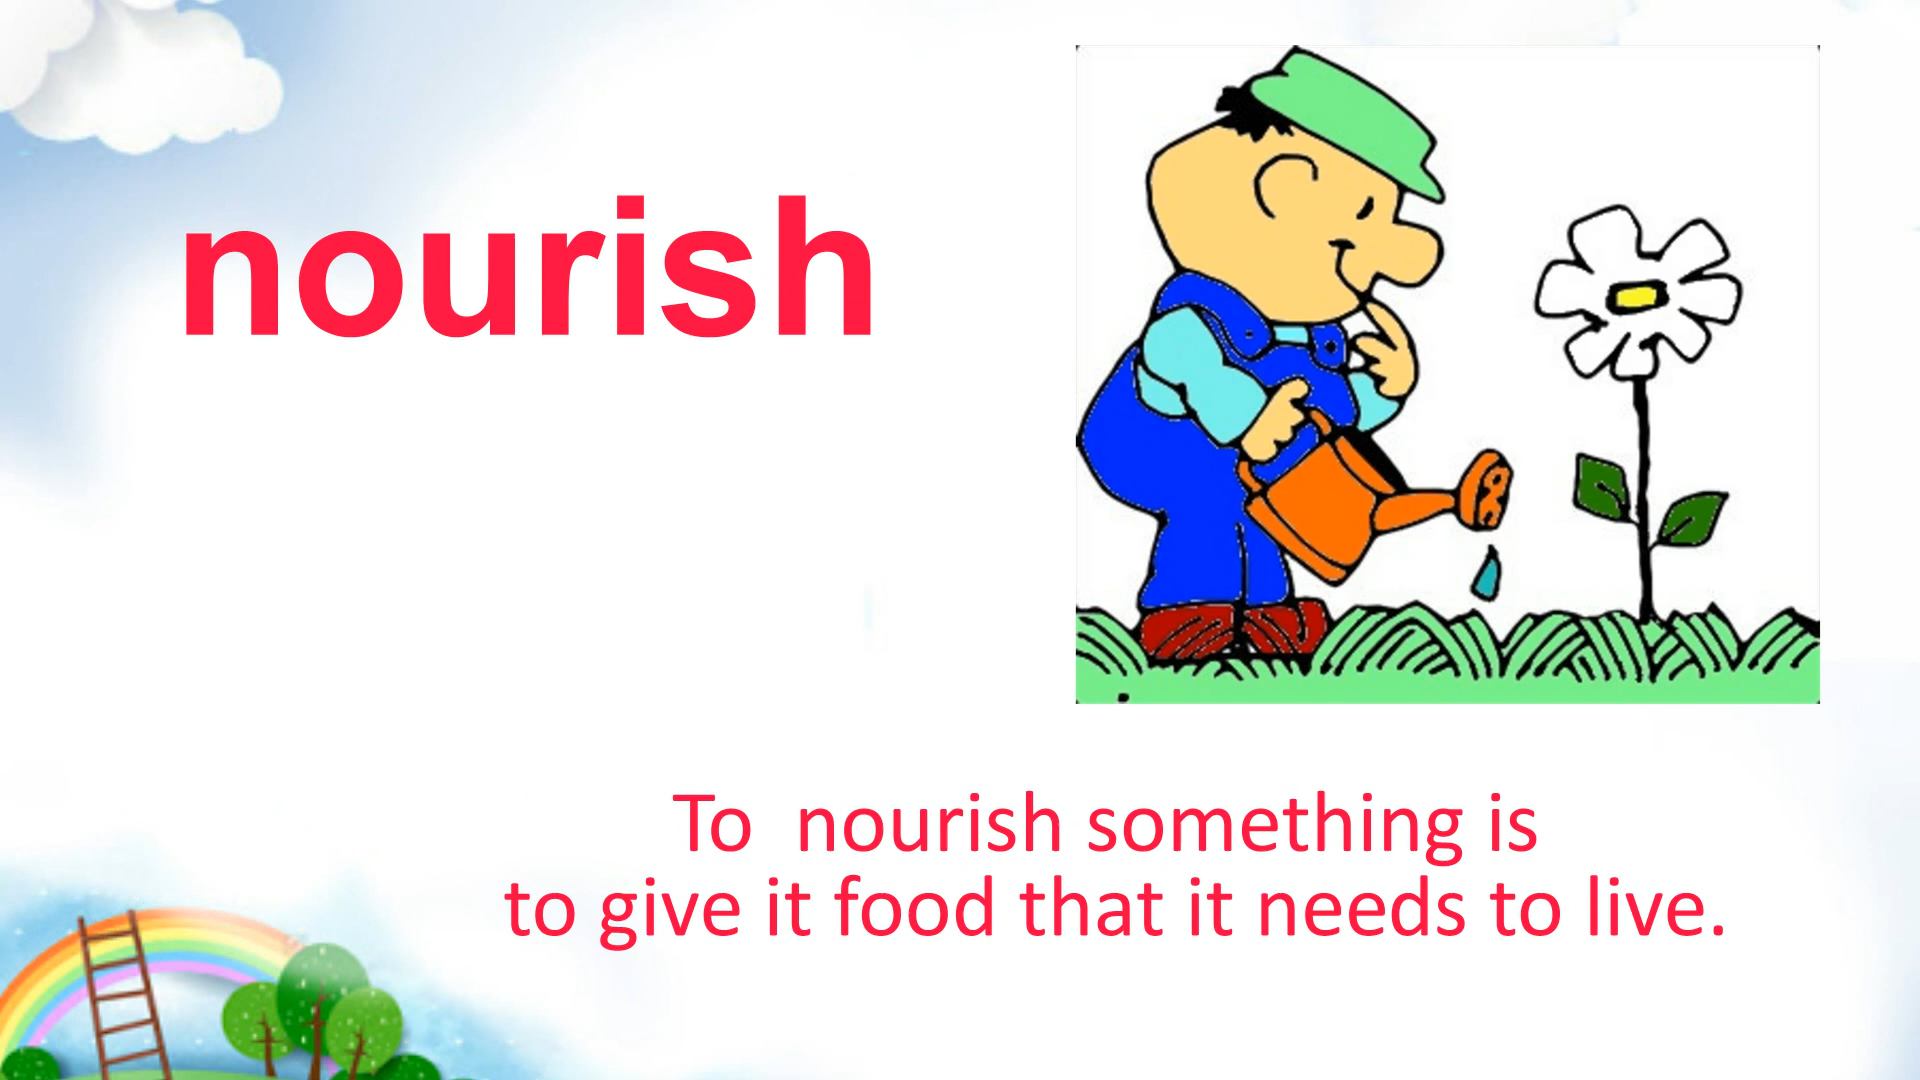 nourish
To  nourish something is
to give it food that it needs to live.